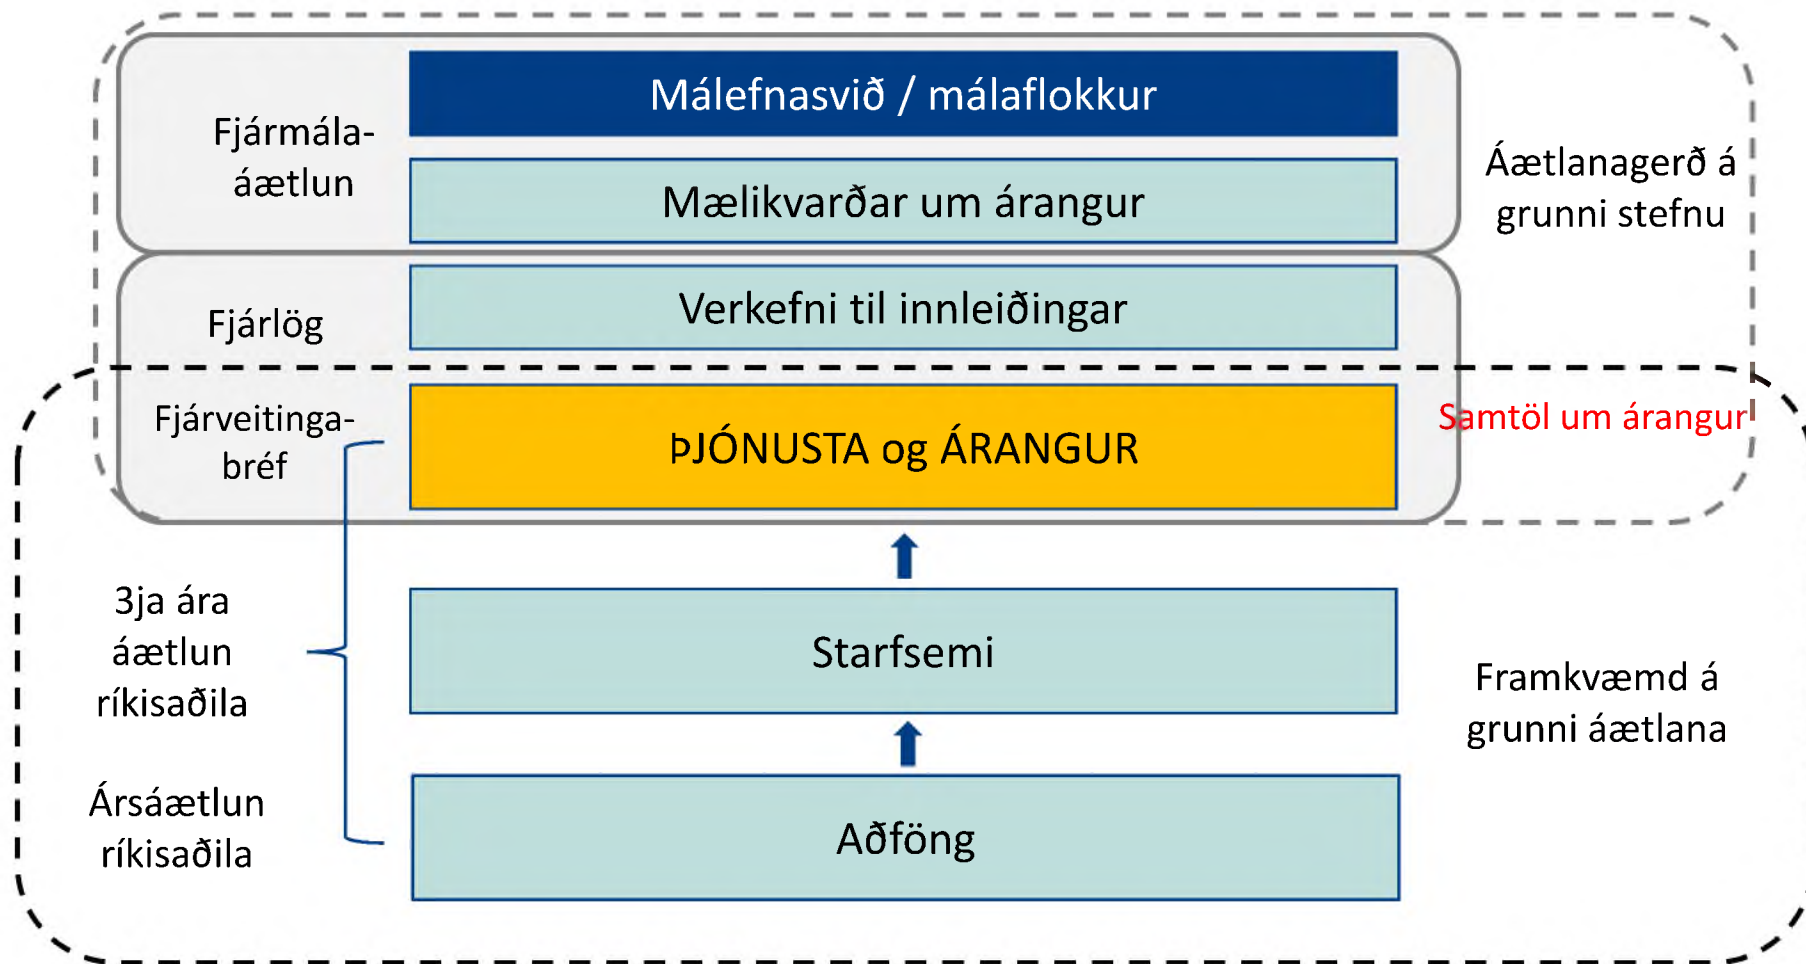 Málefnasvið / málaflokkur
Fjármála-
áætlun
Mælikvarðar um árangur
Áætlanagerð á
grunni stefnu
Verkefni til innleiðingar
Fjárlög
Fjárveitinga-
bréf
ÞJÓNUSTA og ÁRANGUR
Samtöl um árangur
3ja ára
áætlun
ríkisaðila
Starfsemi
Framkvæmd á
grunni áætlana
Ársáætlun
ríkisaðila
Aðföng